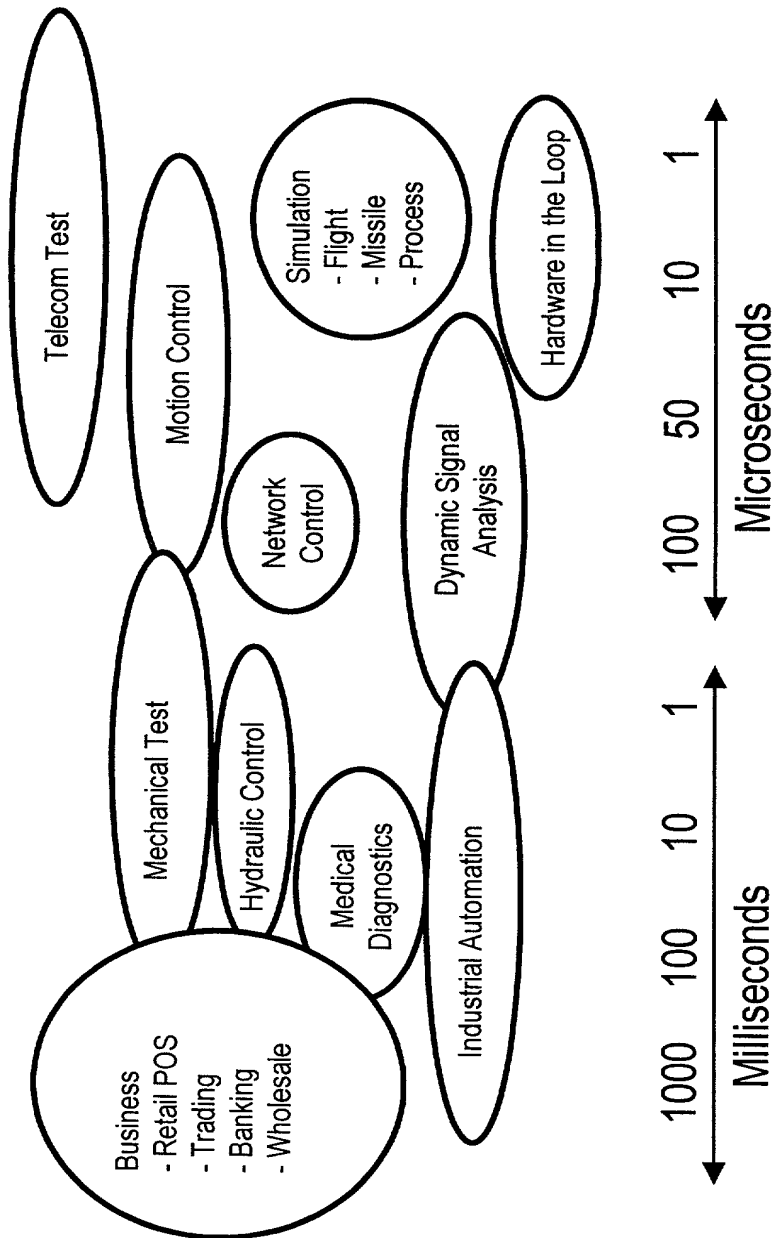 Telecom Test
Motion Control
Simulation
- Flight
- Missile
- Process
Network
Control
Hardware in the Loop
Dynamic Signal
Analysis
Mechanical Test
Hydraulic Control
Medical
Diagnostics
Industrial Automation
Business
- Retail POS
- Trading
- Banking
- Wholesale
1000 100 10 1
Milliseconds
100 50 10 1
Microseconds